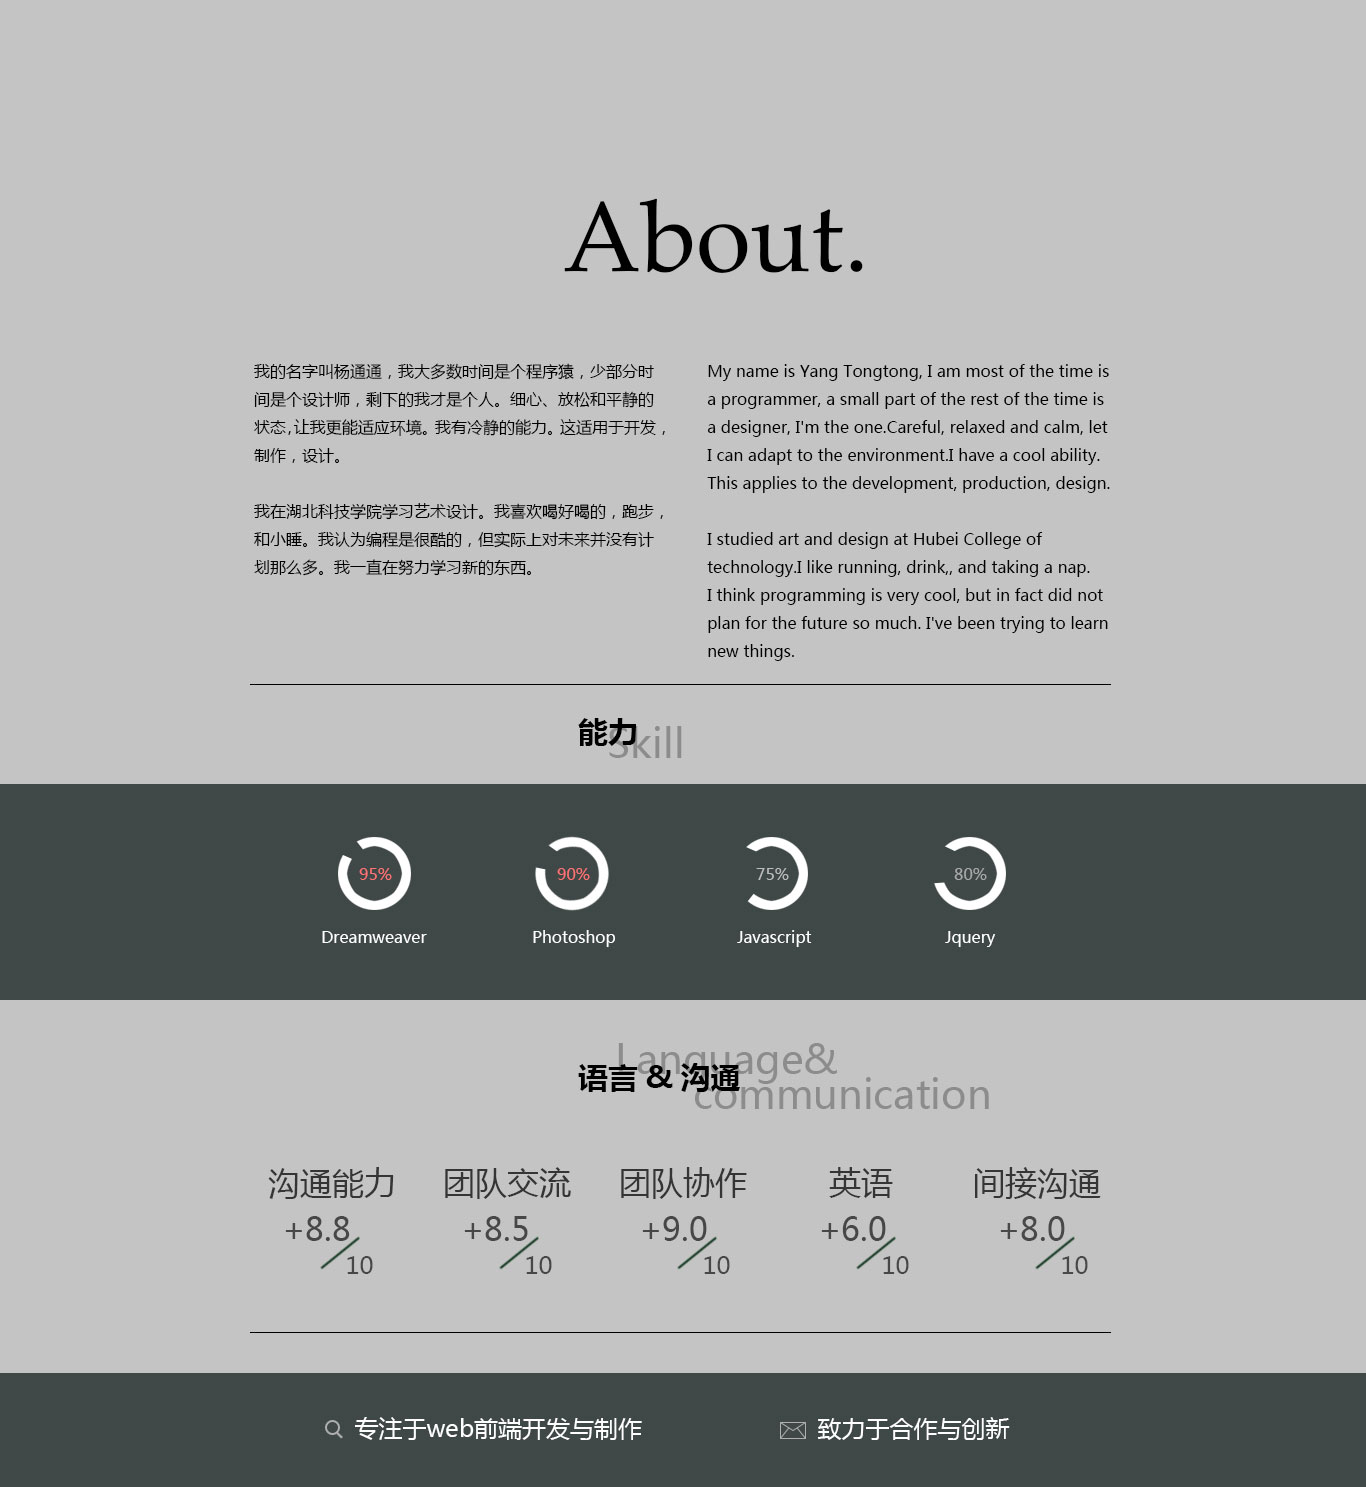 About.
我的名字叫杨通通，我大多数时间是个程序猿，少部分时
间是个设计师，剩下的我才是个人。细心、放松和平静的
状态,让我更能适应环境。我有冷静的能力。这适用于开发，
制作，设计。
我在湖北科技学院学习艺术设计。我喜欢喝好喝的，跑步，
和小睡。我认为编程是很酷的，但实际上对未来并没有计
划那么多。我一直在努力学习新的东西。
My name is Yang Tongtong, I am most of the time is
a programmer, a small part of the rest of the time is
a designer, I'm the one.Careful, relaxed and calm, let
I can adapt to the environment.I have a cool ability.
This applies to the development, production, design.
I studied art and design at Hubei College of
technology.I like running, drink,, and taking a nap.
I think programming is very cool, but in fact did not
plan for the future so much. I've been trying to learn
new things.
能力
Skill
95%
90%
75%
80%
Dreamweaver
Photoshop
Javascript
Jquery
Language&
语言 & 沟通
communication
沟通能力
+8.8
10
团队交流
+8.5
10
团队协作
+9.0
10
英语
+6.0
10
间接沟通
+8.0
10
专注于web前端开发与制作
致力于合作与创新